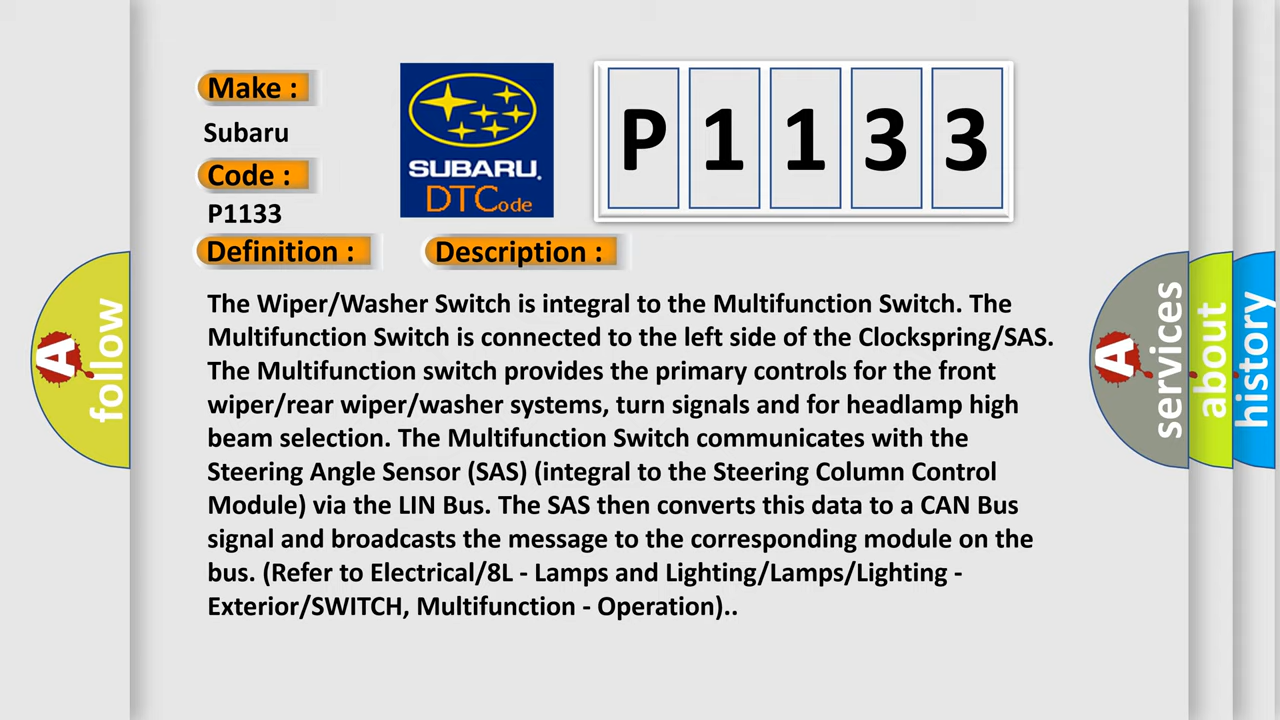 Make :
Subaru
Code :
P1133
SUBARU.
DTCode
P 1 1 3 3
Definition :
Description :
The Wiper/Washer Switch is integral to the Multifunction Switch. The
Multifunction Switch is connected to the left side of the Clockspring/SAS.
The Multifunction switch provides the primary controls for the front
wiper/rear wiper/washer systems, turn signals and for headlamp high
beam selection. The Multifunction Switch communicates with the
Steering Angle Sensor (SAS) (integral to the Steering Column Control
Module) via the LIN Bus. The SAS then converts this data to a CAN Bus
signal and broadcasts the message to the corresponding module on the
bus. (Refer to Electrical/8L - Lamps and Lighting/Lamps/Lighting -
Exterior/SWITCH, Multifunction - Operation)..
A
follow
A
services
about
history